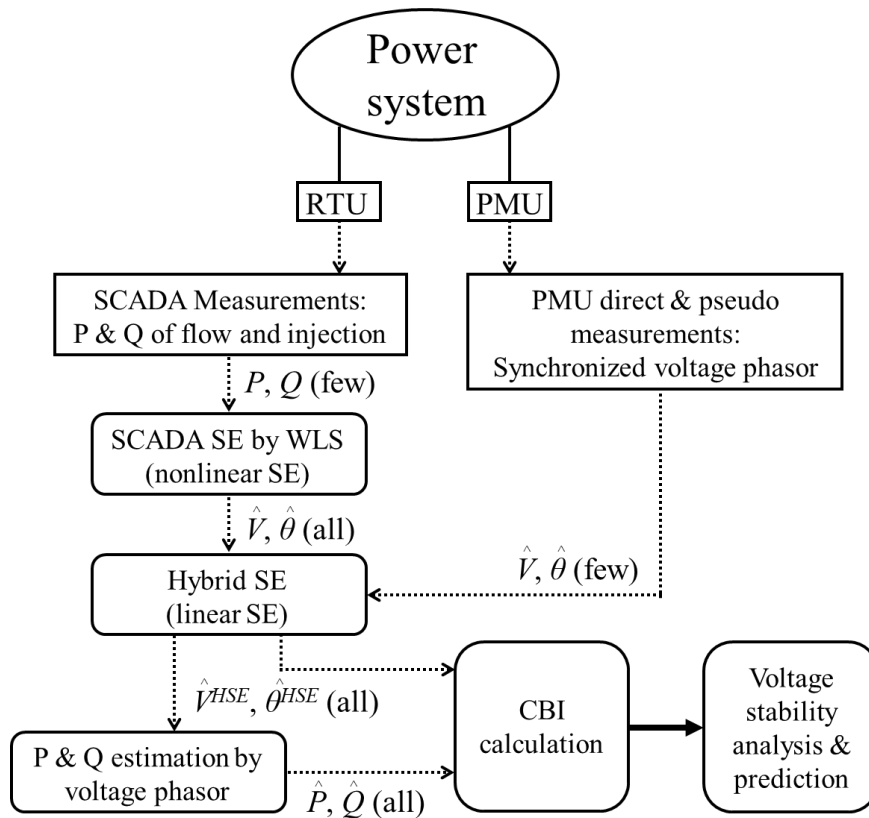 Power
system
RTU
PMU
SCADA Measurements:
P & Q of flow and injection
PMU direct & pseudo
measurements:
Synchronized voltage phasor
P, Q (few)
SCADA SE by WLS
(nonlinear SE)
V̂, θ̂ (all)
V̂, θ̂ (few)
Hybrid SE
(linear SE)
V̂^HSE, θ̂^HSE (all)
CBI
calculation
Voltage
stability
analysis &
prediction
P & Q estimation by
voltage phasor
P̂, Q̂ (all)